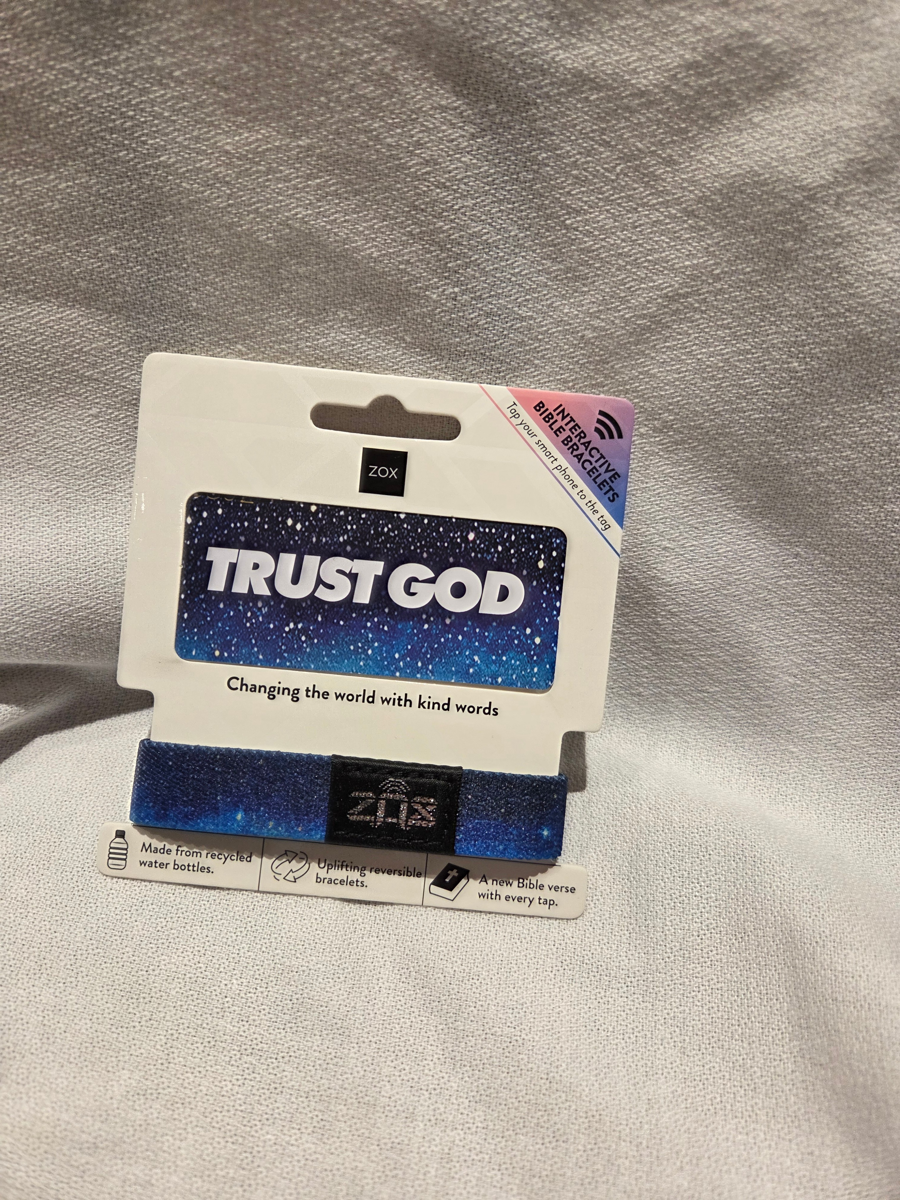 INTERACTIVE
BIBLE BRACELETS
Tap your smart phone to the tag
ZOX
TRUST GOD
Changing the world with kind words
ZOX
Made from recycled
water bottles.
Uplifting reversible
bracelets.
A new Bible verse
with every tap.